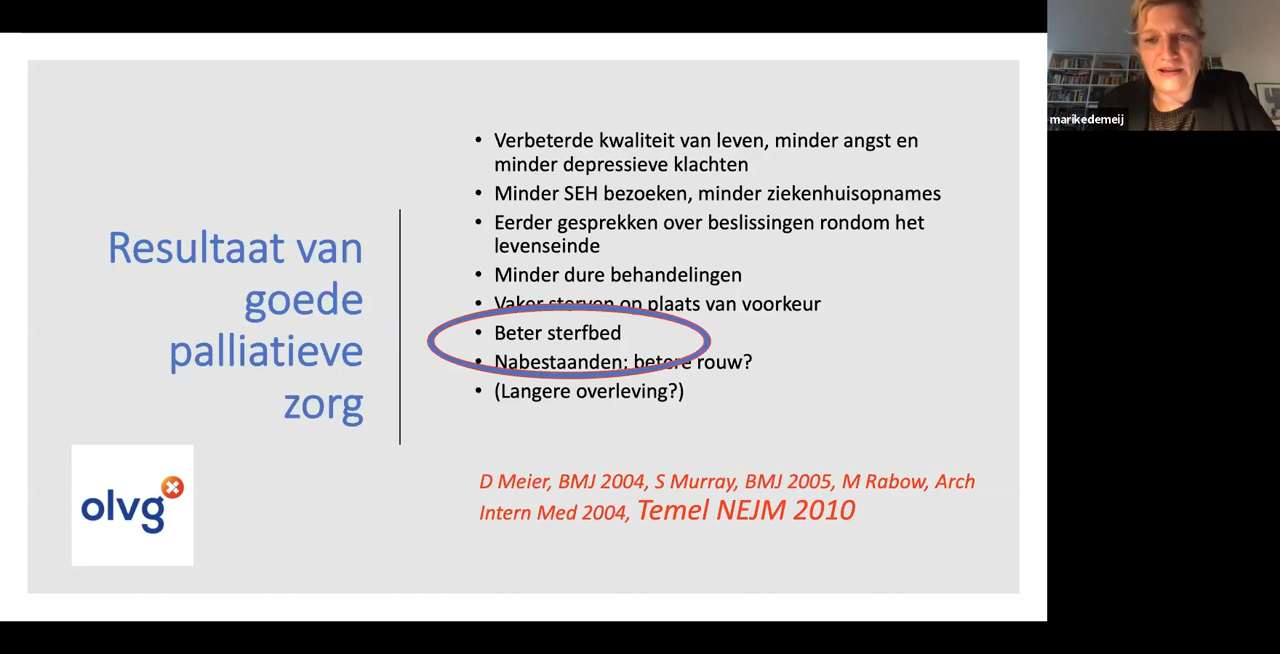 Resultaat van
goede
palliatieve
zorg
• Verbeterde kwaliteit van leven, minder angst en
minder depressieve klachten
• Minder SEH bezoeken, minder ziekenhuisopnames
• Eerder gesprekken over beslissingen rondom het
levenseinde
• Minder dure behandelingen
• Vaker sterven op plaats van voorkeur
• Beter sterfbed
• Nabestaanden: betere rouw?
• (Langere overleving?)
D Meier, BMJ 2004, S Murray, BMJ 2005, M Rabow, Arch
Intern Med 2004, Temel NEJM 2010
olvg
marikedemeij